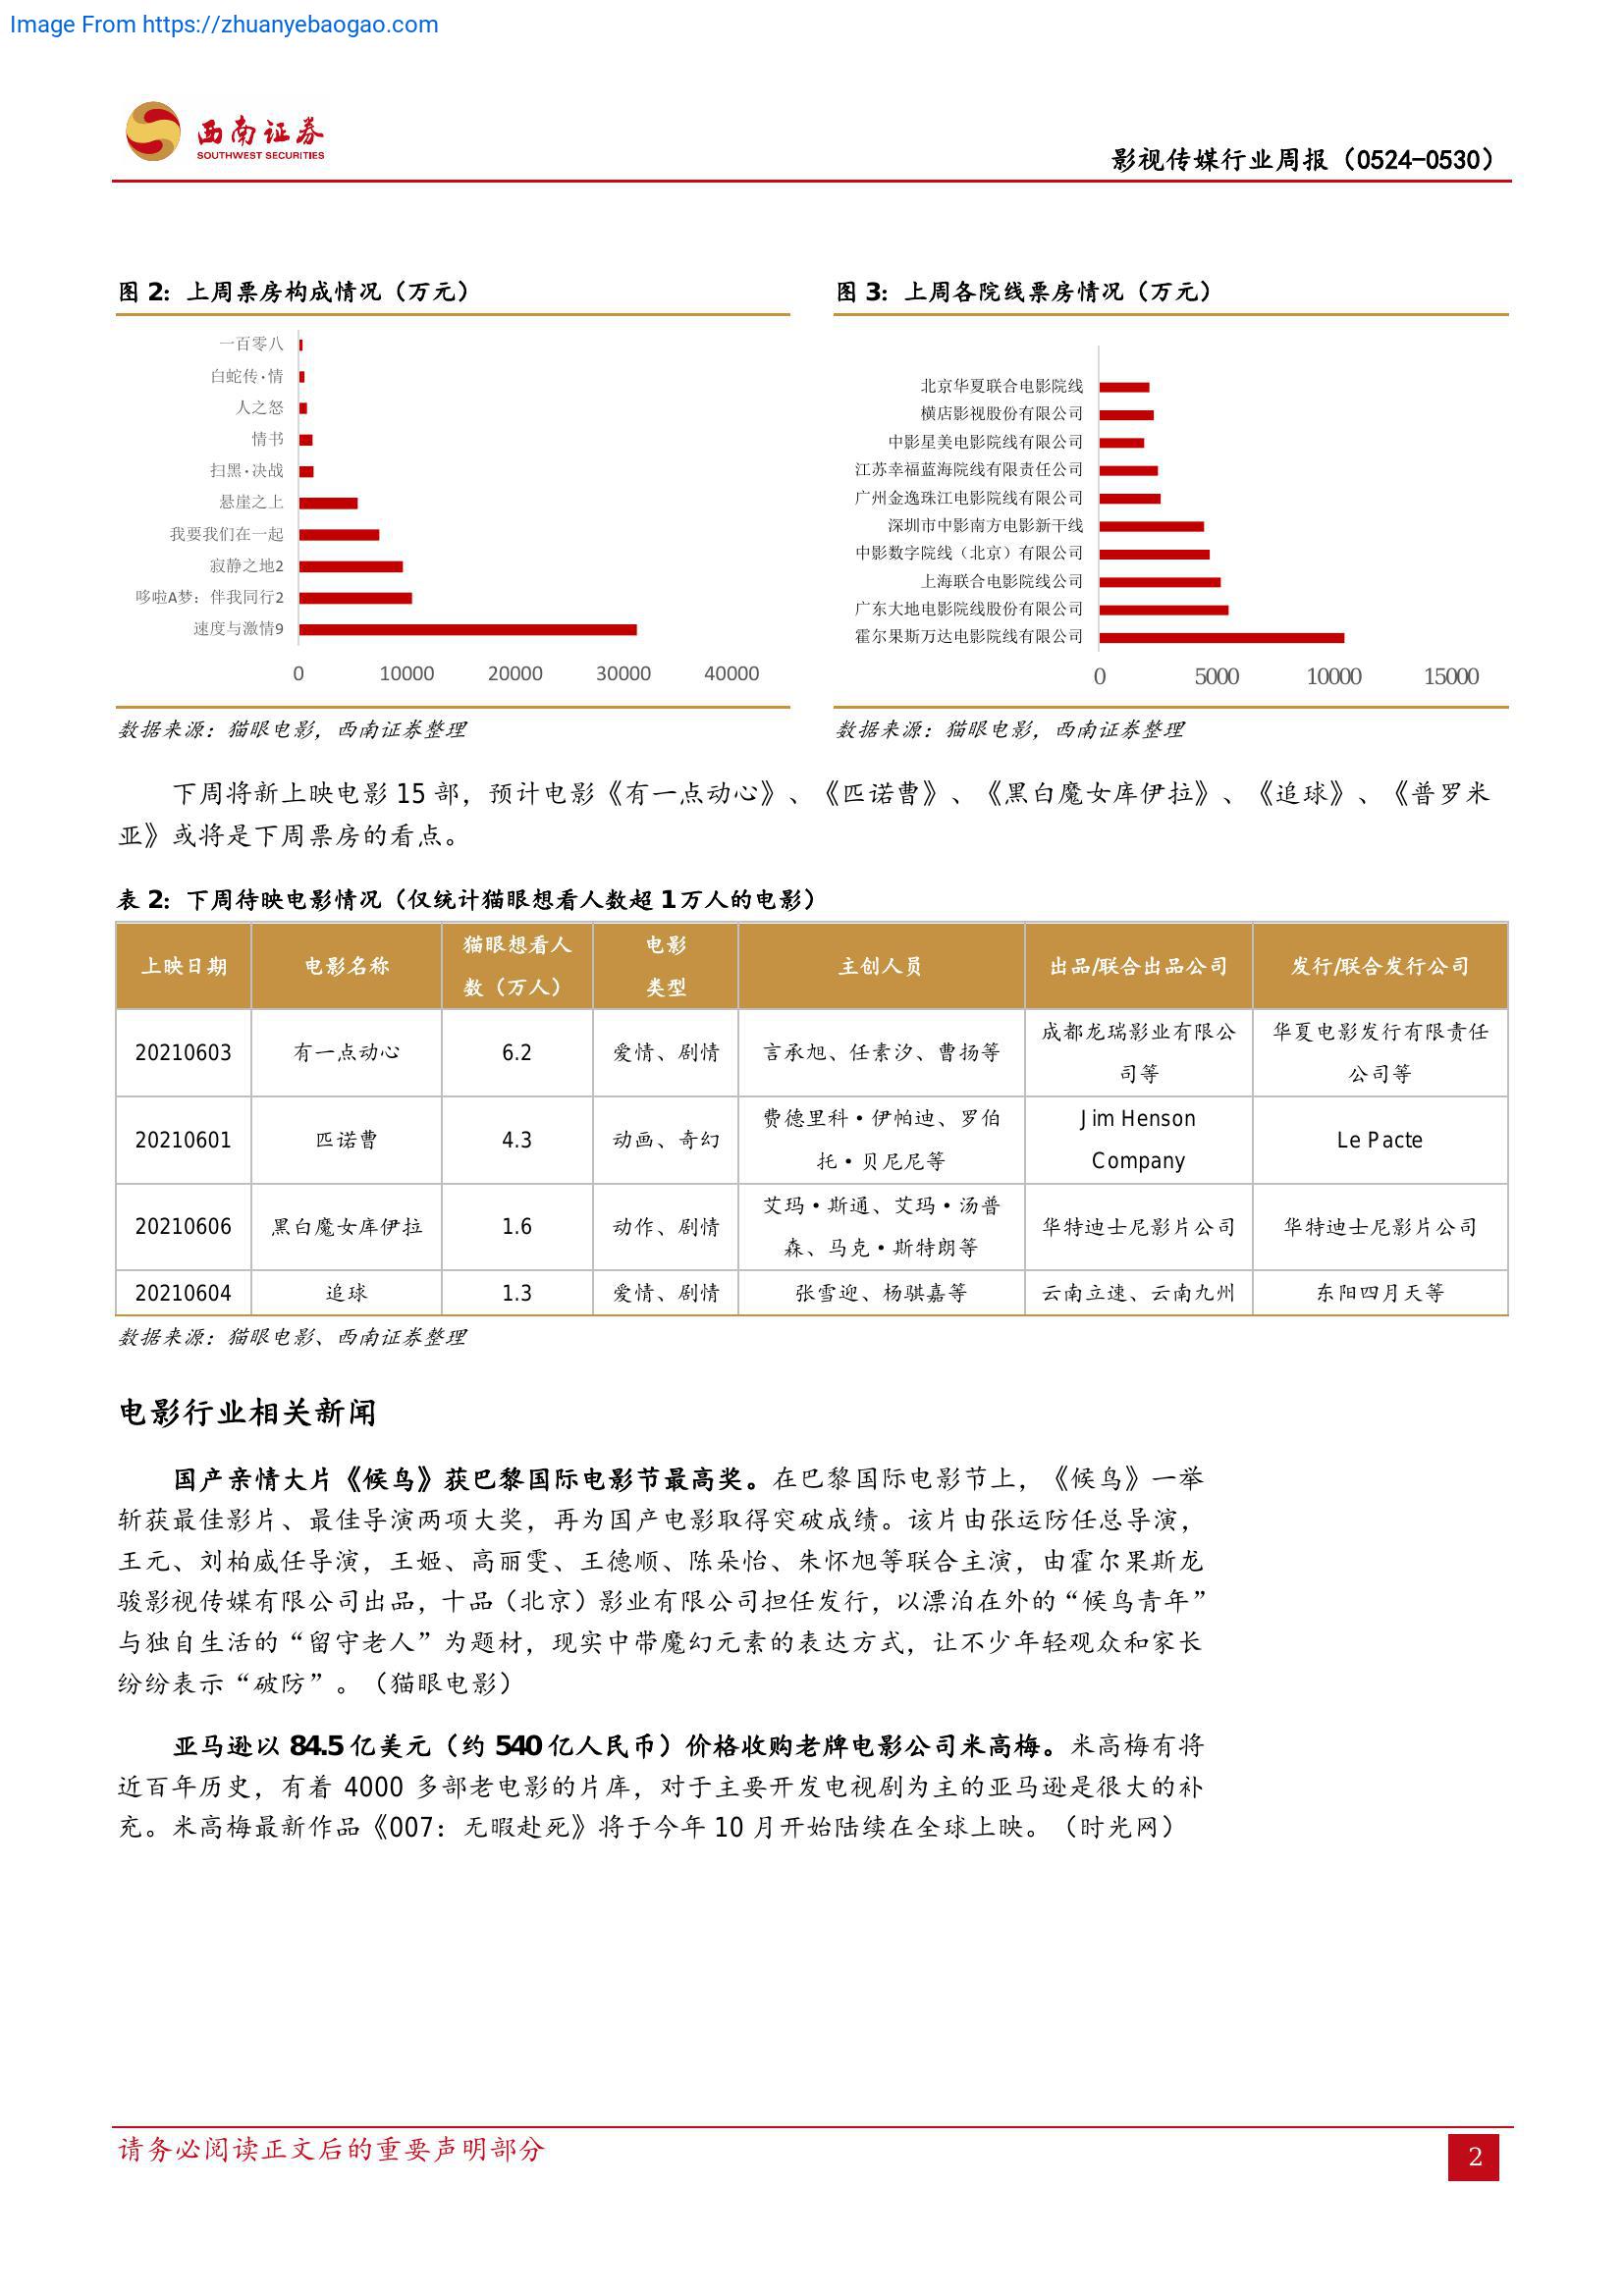 Image From https://zhuanyebaogao.com
西南证券
SOUTHWEST SECURITIES
影视传媒行业周报（0524-0530）
图 2：上周票房构成情况（万元）
一百零八
白蛇传·情
人之怒
情书
扫黑·决战
悬崖之上
我要我们在一起
寂静之地2
哆啦A梦：伴我同行2
速度与激情9
0 10000 20000 30000 40000
数据来源：猫眼电影，西南证券整理
图 3：上周各院线票房情况（万元）
北京华夏联合电影院线
横店影视股份有限公司
中影星美电影院线有限公司
江苏幸福蓝海院线有限责任公司
广州金逸珠江电影院线有限公司
深圳市中影南方电影新干线
中影数字院线（北京）有限公司
上海联合电影院线公司
广东大地电影院线股份有限公司
霍尔果斯万达电影院线有限公司
0 5000 10000 15000
数据来源：猫眼电影，西南证券整理
下周将新上映电影 15 部，预计电影《有一点动心》、《匹诺曹》、《黑白魔女库伊拉》、《追球》、《普罗米
亚》或将是下周票房的看点。
表 2：下周待映电影情况（仅统计猫眼想看人数超 1 万人的电影）
上映日期 电影名称 猫眼想看人 数（万人） 电影 类型 主创人员 出品/联合出品公司 发行/联合发行公司
20210603 有一点动心 6.2 爱情、剧情 言承旭、任素汐、曹扬等 成都龙瑞影业有限公 司等 华夏电影发行有限责任 公司等
20210601 匹诺曹 4.3 动画、奇幻 费德里科·伊帕迪、罗伯 托·贝尼尼等 Jim Henson Company Le Pacte
20210606 黑白魔女库伊拉 1.6 动作、剧情 艾玛·斯通、艾玛·汤普 森、马克·斯特朗等 华特迪士尼影片公司 华特迪士尼影片公司
20210604 追球 1.3 爱情、剧情 张雪迎、杨骐嘉等 云南立速、云南九州 东阳四月天等
数据来源：猫眼电影、西南证券整理
电影行业相关新闻
国产亲情大片《候鸟》获巴黎国际电影节最高奖。在巴黎国际电影节上，《候鸟》一举
斩获最佳影片、最佳导演两项大奖，再为国产电影取得突破成绩。该片由张运防任总导演，
王元、刘柏威任导演，王姬、高丽雯、王德顺、陈朵怡、朱怀旭等联合主演，由霍尔果斯龙
骏影视传媒有限公司出品，十品（北京）影业有限公司担任发行，以漂泊在外的“候鸟青年”
与独自生活的“留守老人”为题材，现实中带魔幻元素的表达方式，让不少年轻观众和家长
纷纷表示“破防”。（猫眼电影）
亚马逊以 84.5 亿美元（约 540 亿人民币）价格收购老牌电影公司米高梅。米高梅有将
近百年历史，有着 4000 多部老电影的片库，对于主要开发电视剧为主的亚马逊是很大的补
充。米高梅最新作品《007：无暇赴死》将于今年 10 月开始陆续在全球上映。（时光网）
请务必阅读正文后的重要声明部分
2